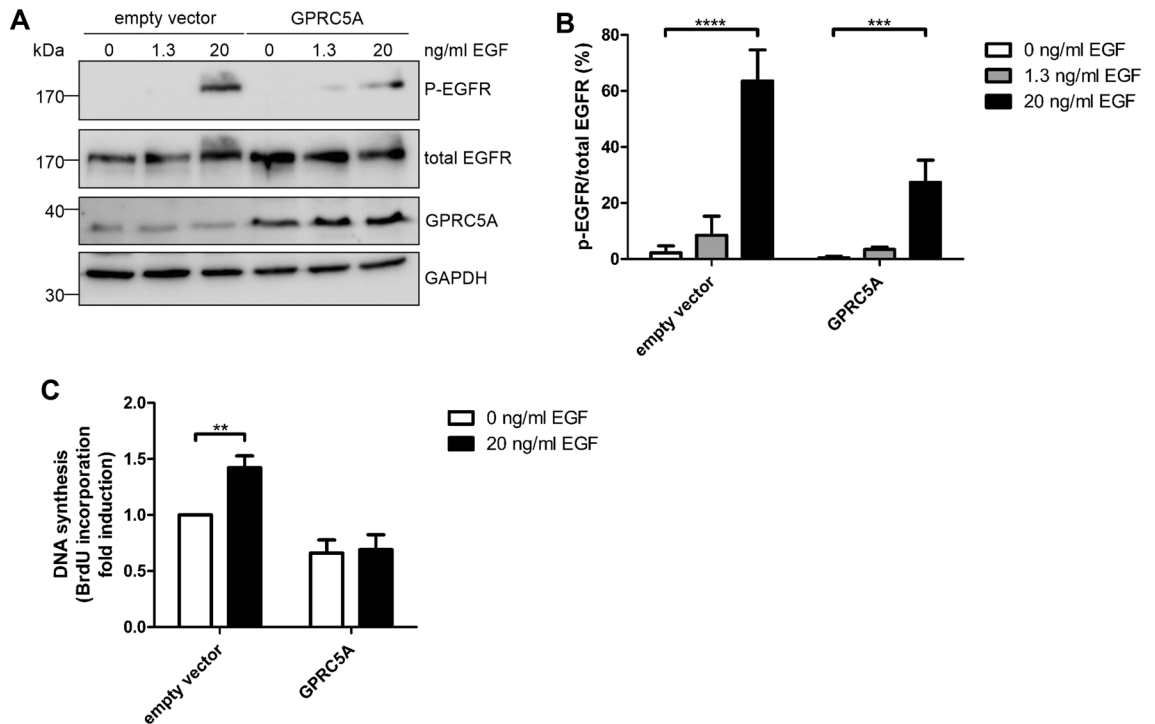 A
empty vector GPRC5A
kDa 0 1.3 20 0 1.3 20 ng/ml EGF
170 P-EGFR
170 total EGFR
40 GPRC5A
30 GAPDH
B
**** ***
p-EGFR/total EGFR (%)
80
60
40
20
0
empty vector
GPRC5A
0 ng/ml EGF
1.3 ng/ml EGF
20 ng/ml EGF
C
**
DNA synthesis
(BrdU incorporation
fold induction)
2.0
1.5
1.0
0.5
0.0
empty vector
GPRC5A
0 ng/ml EGF
20 ng/ml EGF